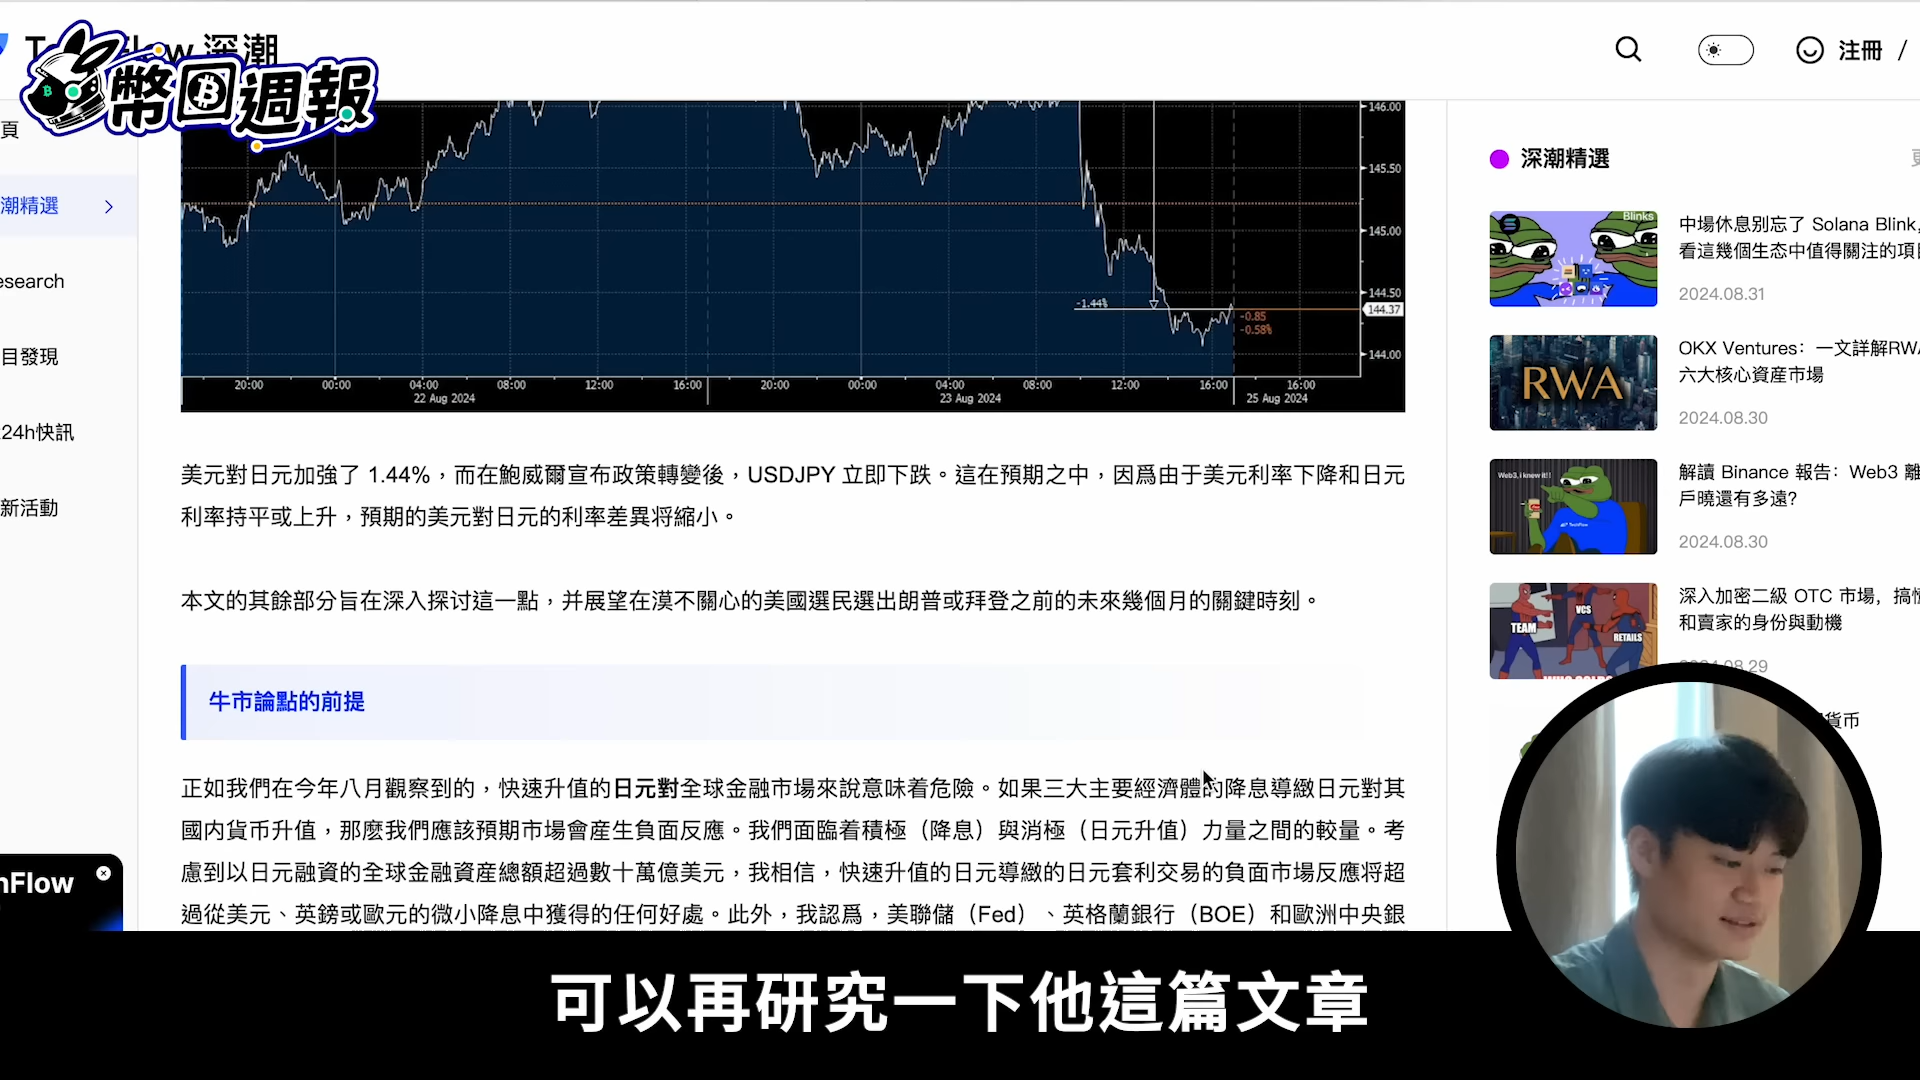 深潮
幣圈週報
注冊 /
頁
潮精選
esearch
目發現
24h快訊
新活動
nFlow
146.00
145.50
145.00
144.50
144.37
144.00
-1.44%
-0.85
-0.58%
20:00 00:00 04:00 08:00 12:00 16:00 20:00 00:00 04:00 08:00 12:00 16:00 16:00
22 Aug 2024 23 Aug 2024 25 Aug 2024
美元對日元加強了 1.44%，而在鮑威爾宣布政策轉變後，USDJPY 立即下跌。這在預期之中，因爲由于美元利率下降和日元
利率持平或上升，預期的美元對日元的利率差異将縮小。
本文的其餘部分旨在深入探讨這一點，并展望在漠不關心的美國選民選出朗普或拜登之前的未來幾個月的關鍵時刻。
牛市論點的前提
正如我們在今年八月觀察到的，快速升值的日元對全球金融市場來說意味着危險。如果三大主要經濟體的降息導緻日元對其
國内貨币升值，那麽我們應該預期市場會産生負面反應。我們面臨着積極（降息）與消極（日元升值）力量之間的較量。考
慮到以日元融資的全球金融資産總額超過數十萬億美元，我相信，快速升值的日元導緻的日元套利交易的負面市場反應将超
過從美元、英鎊或歐元的微小降息中獲得的任何好處。此外，我認爲，美聯儲（Fed）、英格蘭銀行（BOE）和歐洲中央銀
深潮精選
Blinks
中場休息别忘了 Solana Blink,
看這幾個生态中值得關注的項
2024.08.31
RWA
OKX Ventures：一文詳解RWA
六大核心資産市場
2024.08.30
Web3, i knew it!!
TechFlow
解讀 Binance 報告：Web3 離
戶曉還有多遠？
2024.08.30
TEAM
VCS
RETAILS
深入加密二級 OTC 市場，搞
和賣家的身份與動機
08.29
貨币
可以再研究一下他這篇文章